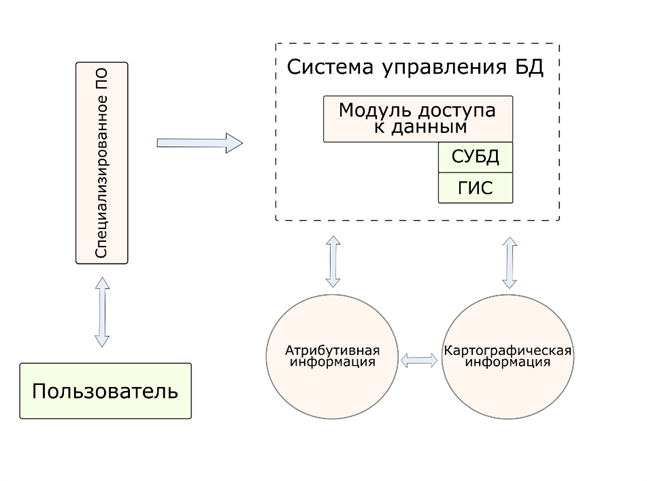 Специализированное ПО
Система управления БД
Модуль доступа
к данным
СУБД
ГИС
Атрибутивная
информация
Картографическая
информация
Пользователь